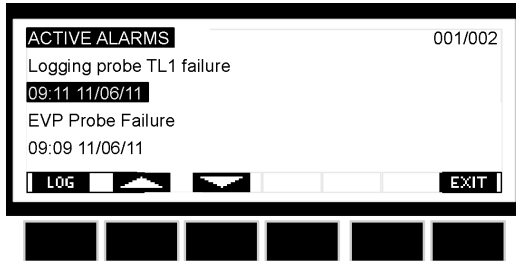 ACTIVE ALARMS 001/002
Logging probe TL1 failure
09:11 11/06/11
EVP Probe Failure
09:09 11/06/11
LOG EXIT